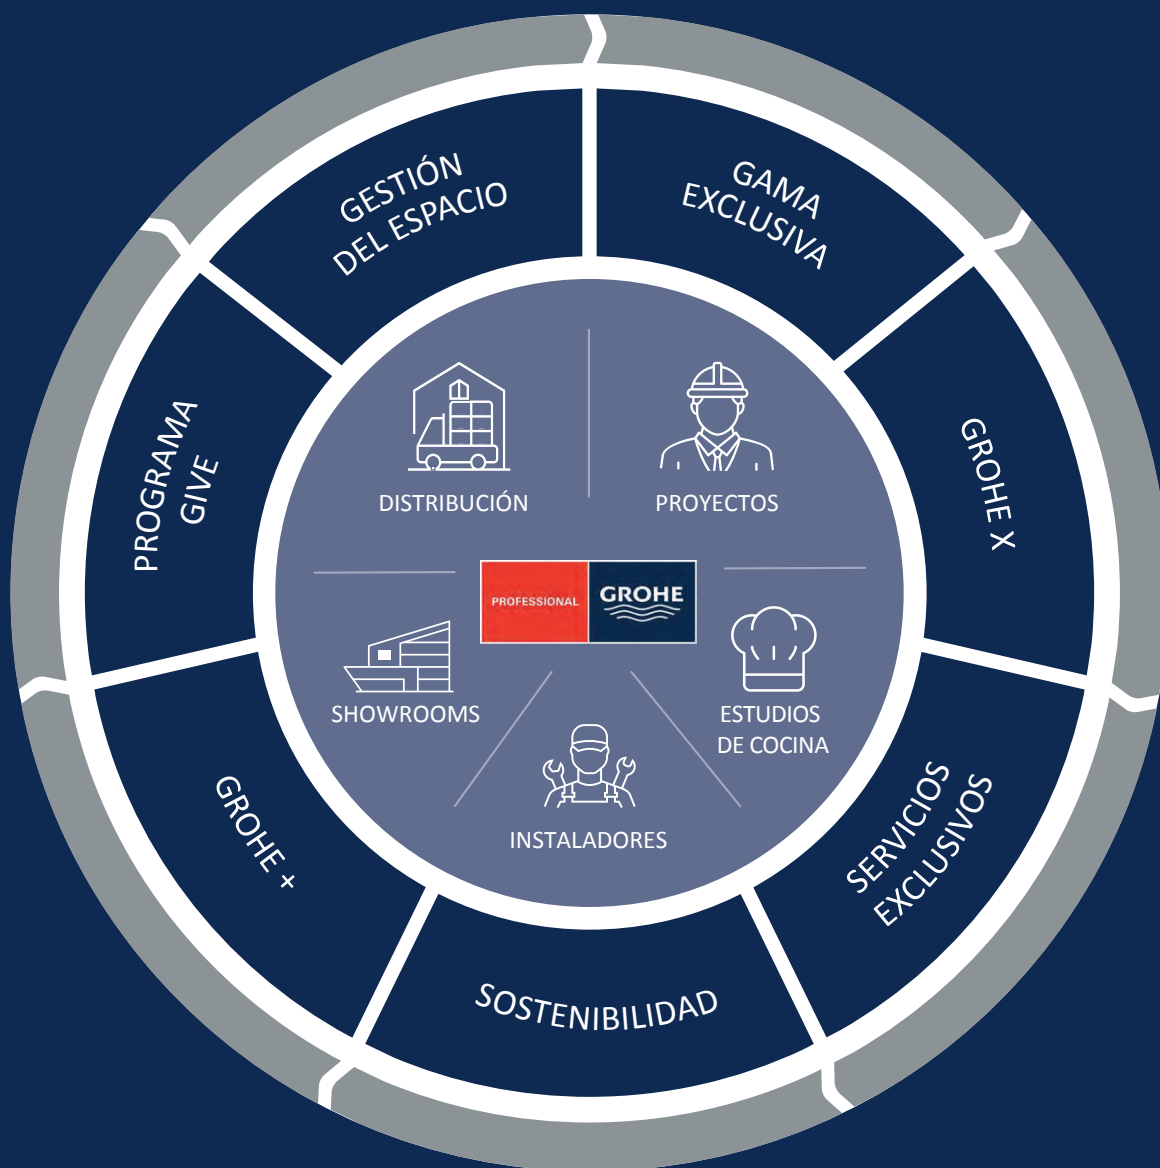 GESTIÓN
DEL ESPACIO
GAMA
EXCLUSIVA
GROHE X
SERVICIOS
EXCLUSIVOS
SOSTENIBILIDAD
GROHE +
PROGRAMA
GIVE
DISTRIBUCIÓN
PROYECTOS
PROFESSIONAL
GROHE
SHOWROOMS
ESTUDIOS
DE COCINA
INSTALADORES